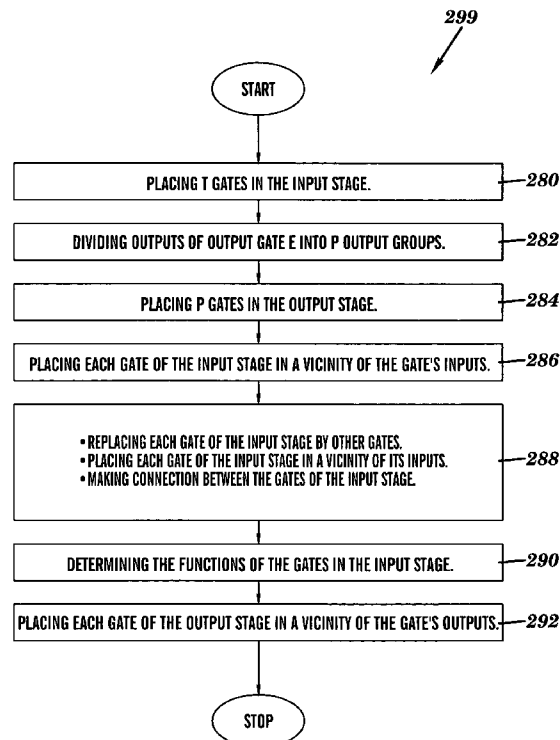 299
START
PLACING T GATES IN THE INPUT STAGE.
280
DIVIDING OUTPUTS OF OUTPUT GATE E INTO P OUTPUT GROUPS.
282
PLACING P GATES IN THE OUTPUT STAGE.
284
PLACING EACH GATE OF THE INPUT STAGE IN A VICINITY OF THE GATE'S INPUTS.
286
• REPLACING EACH GATE OF THE INPUT STAGE BY OTHER GATES.
• PLACING EACH GATE OF THE INPUT STAGE IN A VICINITY OF ITS INPUTS.
• MAKING CONNECTION BETWEEN THE GATES OF THE INPUT STAGE.
288
DETERMINING THE FUNCTIONS OF THE GATES IN THE INPUT STAGE.
290
PLACING EACH GATE OF THE OUTPUT STAGE IN A VICINITY OF THE GATE'S OUTPUTS.
292
STOP